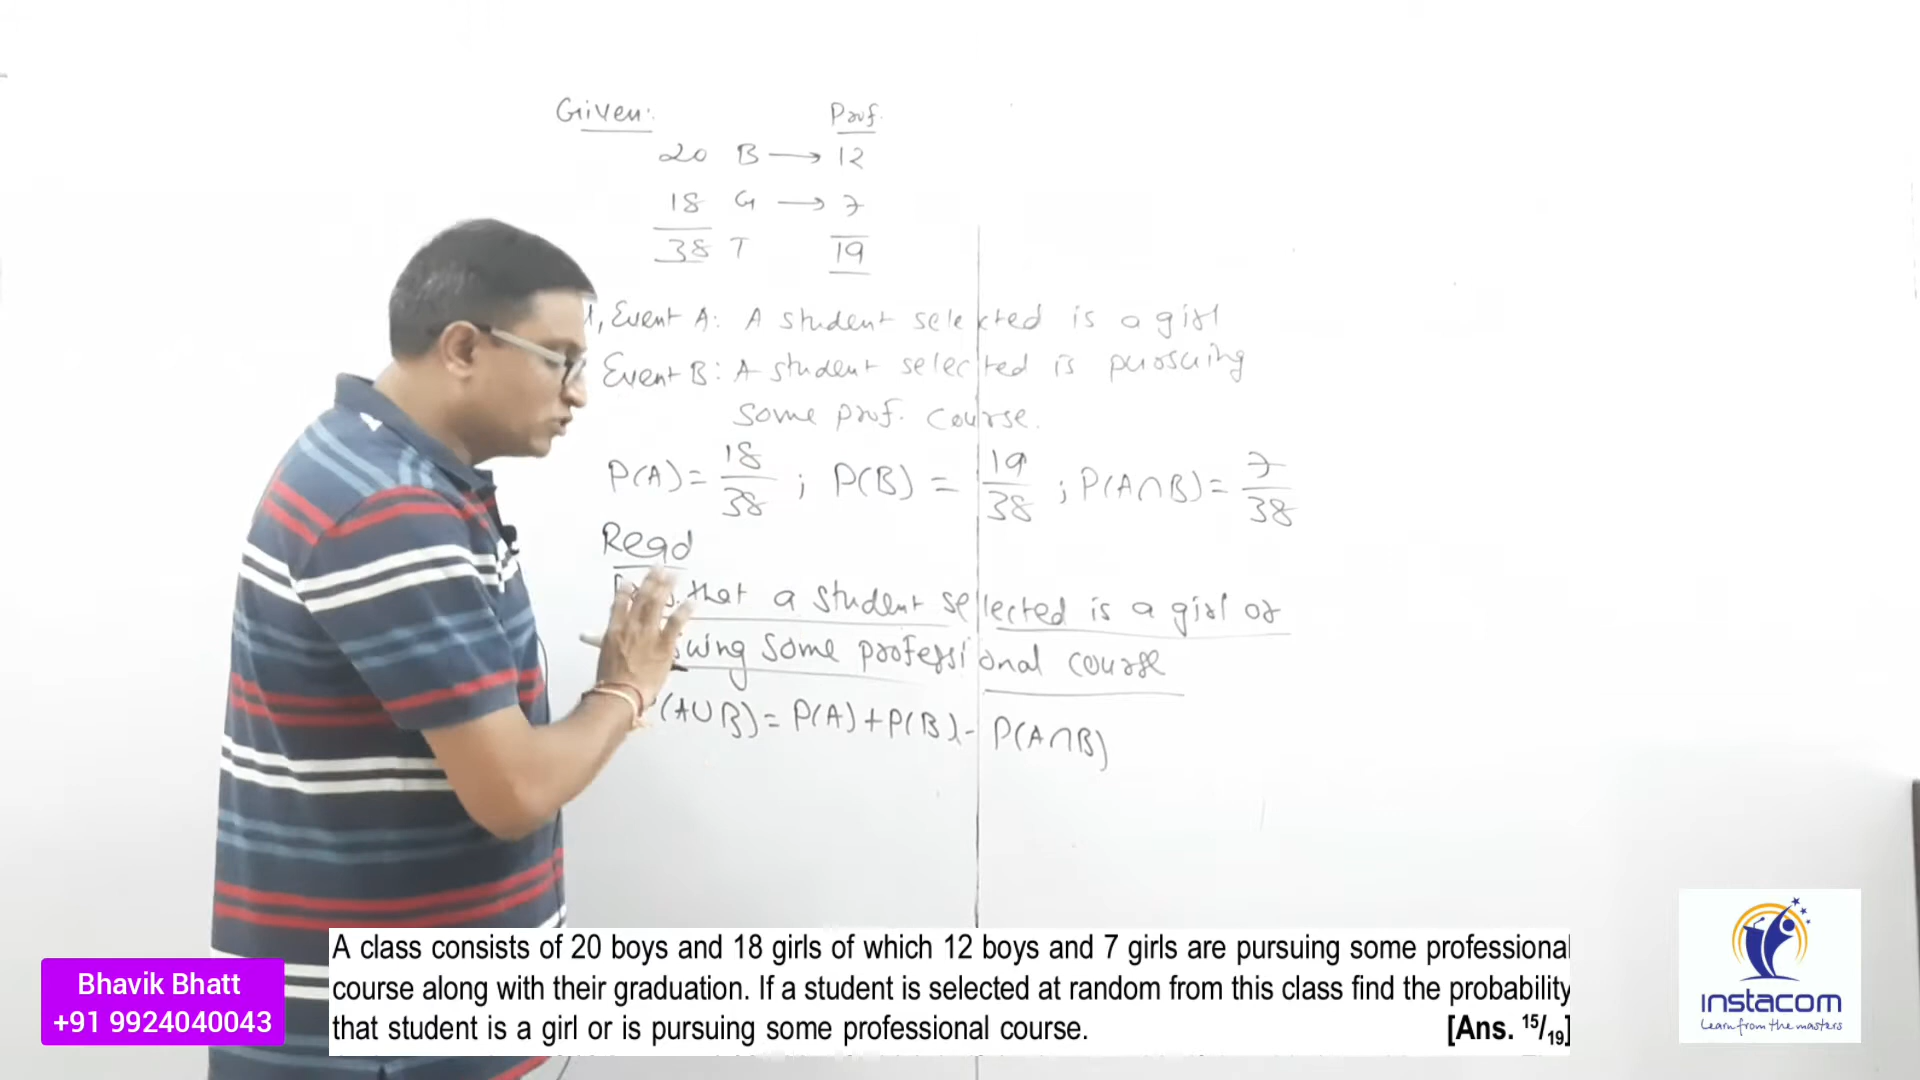 Given:
Prof.
20 B → 12
18 G → 7
38 T 19
, Event A: A student selected is a girl
Event B: A student selected is pursuing
some prof. course.
P(A) = 18/38 ; P(B) = 19/38 ; P(A∩B) = 7/38
Reqd
that a student selected is a girl or
some professional course
(A∪B) = P(A) + P(B) - P(A∩B)
A class consists of 20 boys and 18 girls of which 12 boys and 7 girls are pursuing some professional
course along with their graduation. If a student is selected at random from this class find the probability
that student is a girl or is pursuing some professional course. [Ans. 15/19]
Bhavik Bhatt
+91 9924040043
instacom
Learn from the masters